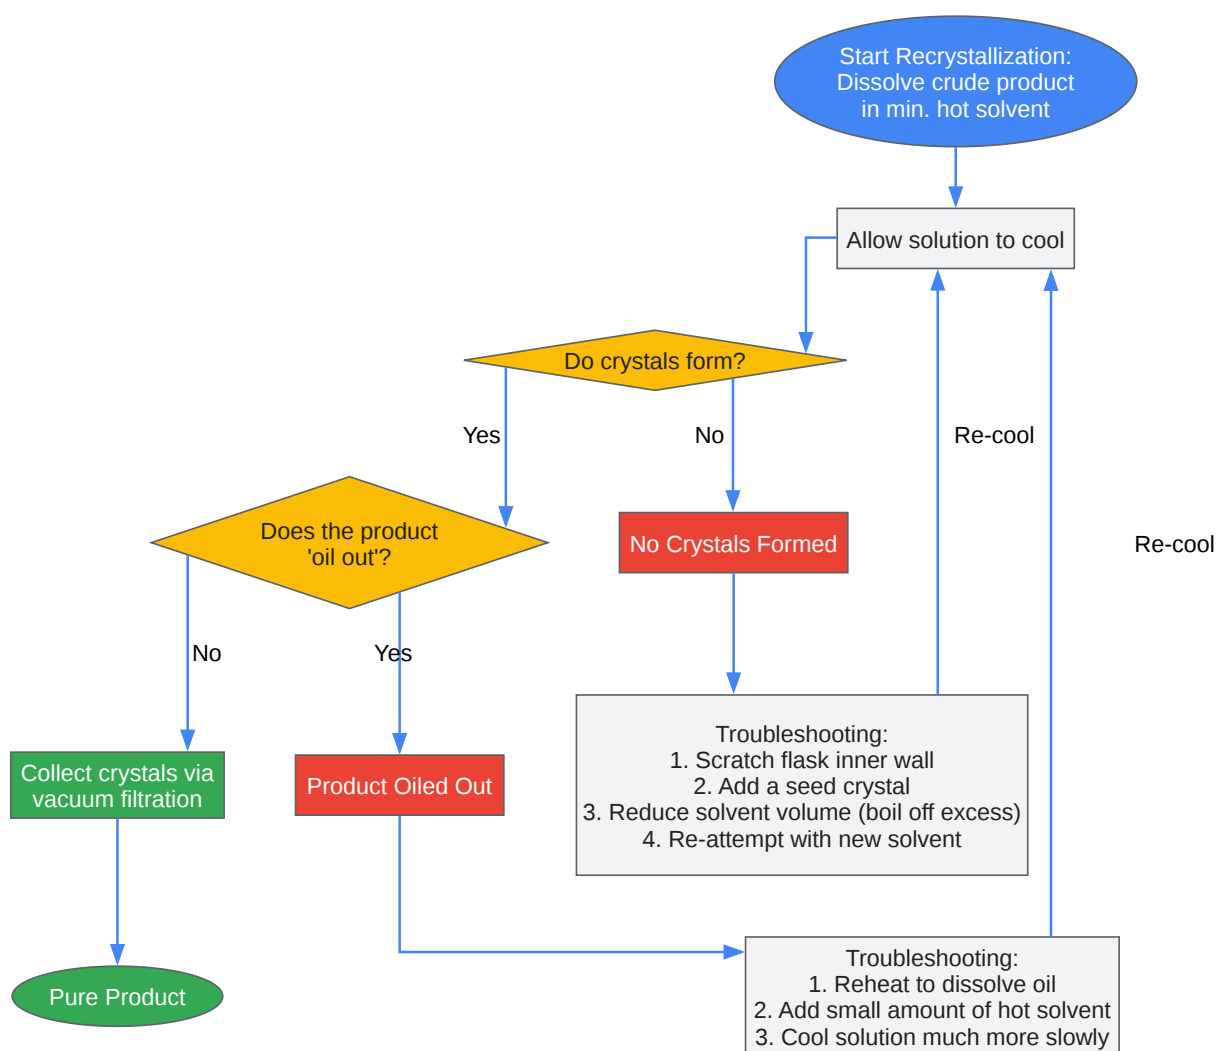 Start Recrystallization:
Dissolve crude product
in min. hot solvent
Allow solution to cool
Do crystals form?
Yes
No
Re-cool
Does the product
'oil out'?
No Crystals Formed
Re-cool
No
Yes
Troubleshooting:
1. Scratch flask inner wall
2. Add a seed crystal
3. Reduce solvent volume (boil off excess)
4. Re-attempt with new solvent
Collect crystals via
vacuum filtration
Product Oiled Out
Pure Product
Troubleshooting:
1. Reheat to dissolve oil
2. Add small amount of hot solvent
3. Cool solution much more slowly